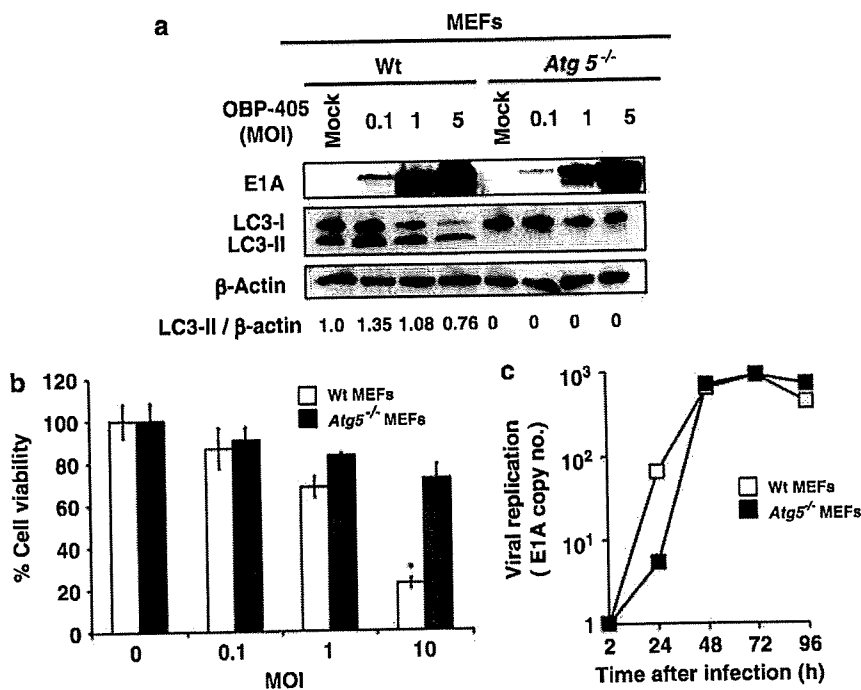 a
MEFs
Wt Atg 5-/-
OBP-405 (MOI) Mock 0.1 1 5 Mock 0.1 1 5
E1A
LC3-I
LC3-II
β-Actin
LC3-II / β-actin 1.0 1.35 1.08 0.76 0 0 0 0
b
% Cell viability
120
100
80
60
40
20
0
Wt MEFs
Atg5-/- MEFs
*
0 0.1 1 10
MOI
c
Viral replication
( E1A copy no.)
10³
10²
10¹
1
Wt MEFs
Atg5-/- MEFs
2 24 48 72 96
Time after infection (h)